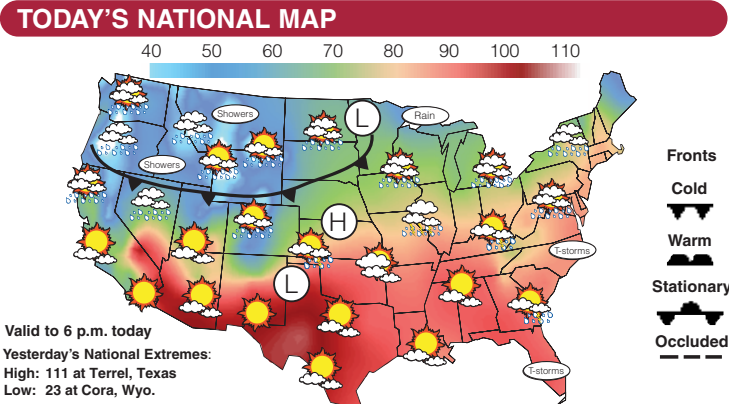 TODAY'S NATIONAL MAP
40 50 60 70 80 90 100 110
Showers
L
Rain
Showers
H
T-storms
L
T-storms
Fronts
Cold
Warm
Stationary
Occluded
Valid to 6 p.m. today
Yesterday's National Extremes:
High: 111 at Terrel, Texas
Low: 23 at Cora, Wyo.